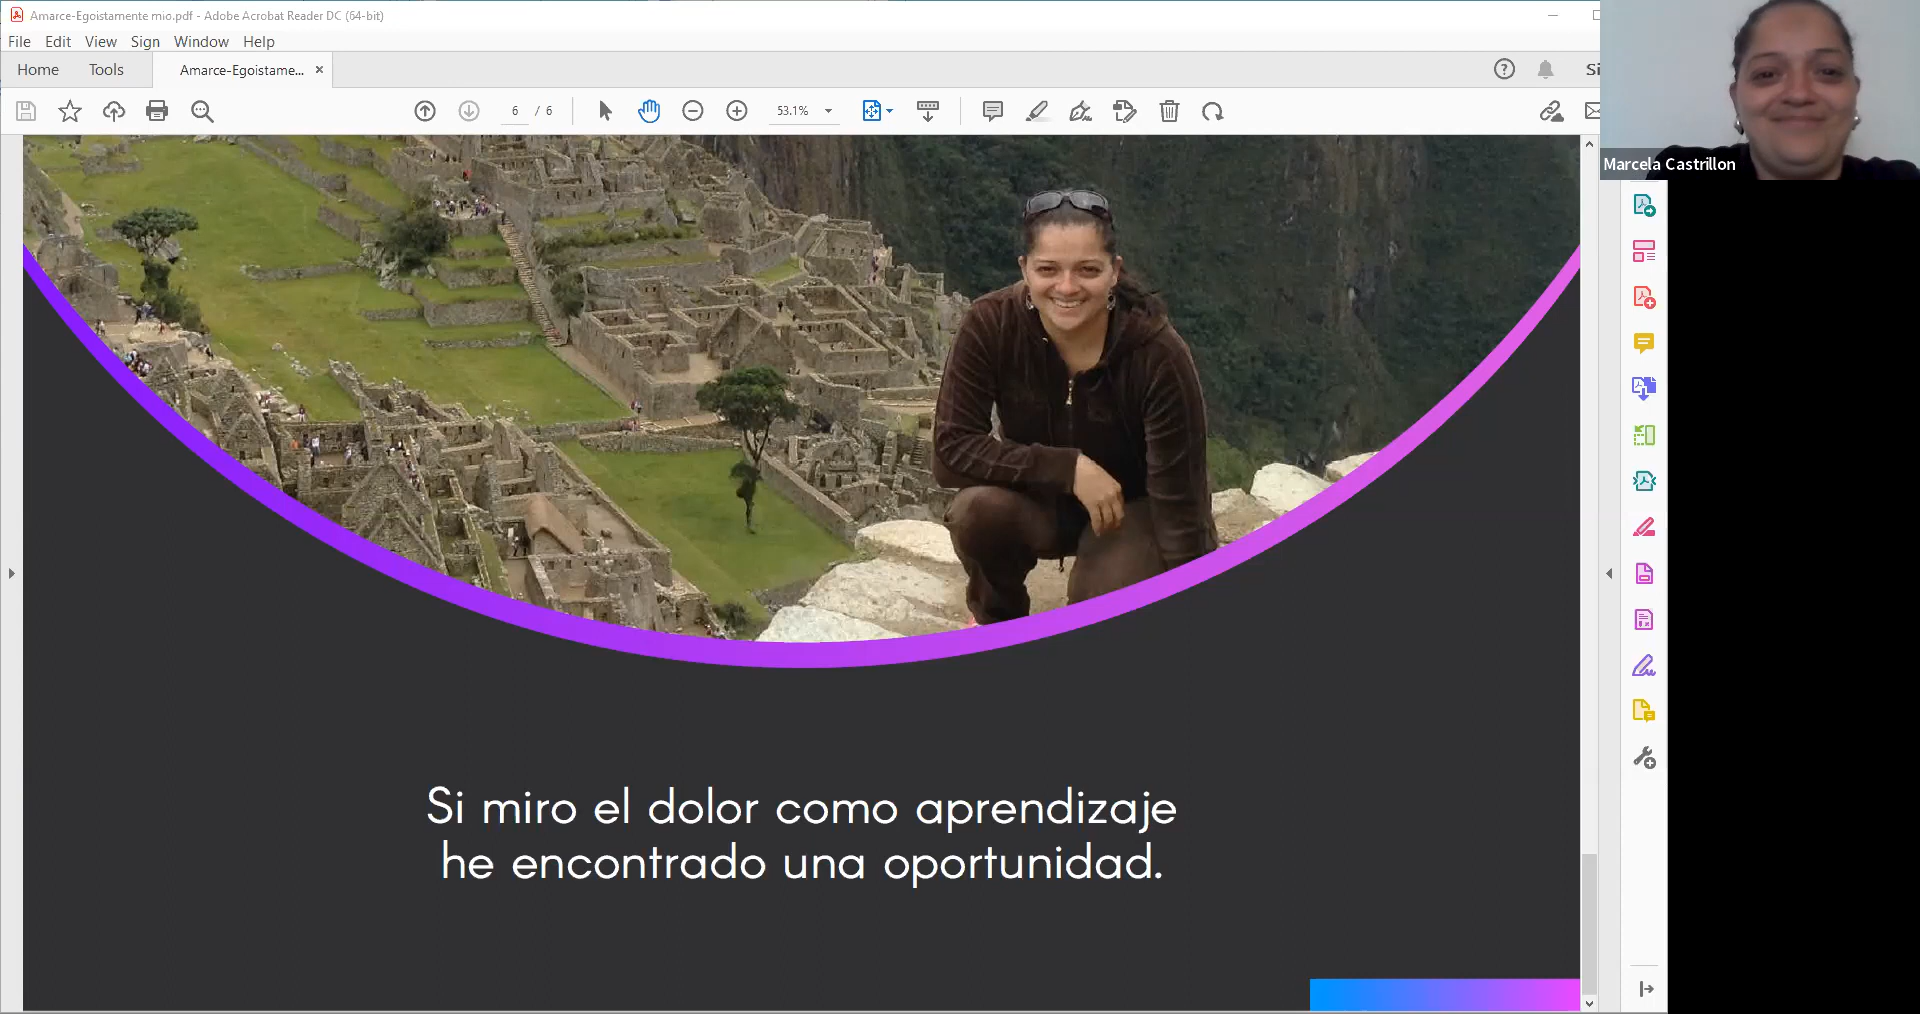 Amarce-Egoistamente mio.pdf - Adobe Acrobat Reader DC (64-bit)
File Edit View Sign Window Help
Home Tools Amarce-Egoistame...
6 / 6 53.1%
Marcela Castrillon
Si miro el dolor como aprendizaje
he encontrado una oportunidad.